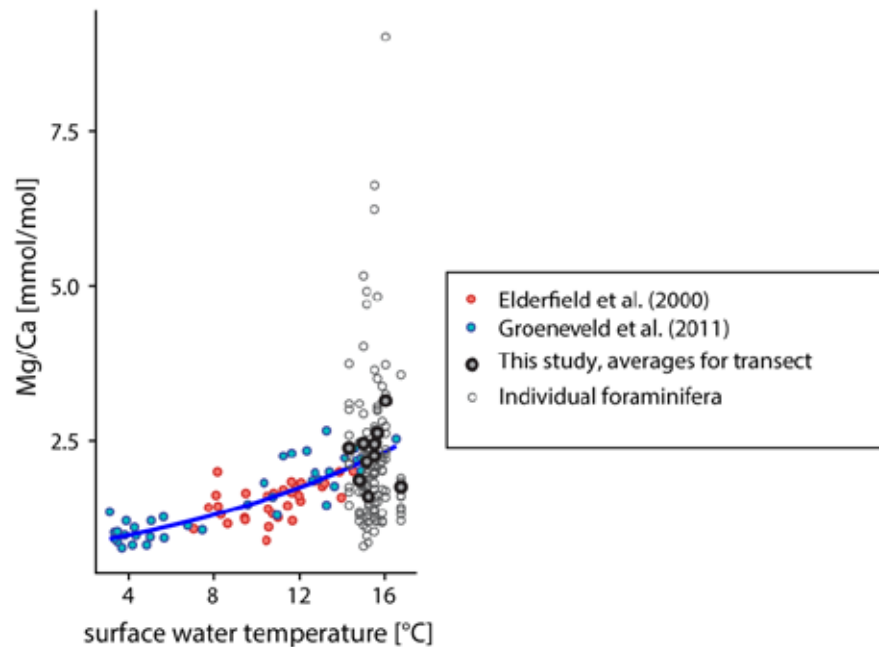 7.5
5.0
2.5
Mg/Ca [mmol/mol]
4 8 12 16
surface water temperature [°C]
Elderfield et al. (2000)
Groeneveld et al. (2011)
This study, averages for transect
Individual foraminifera